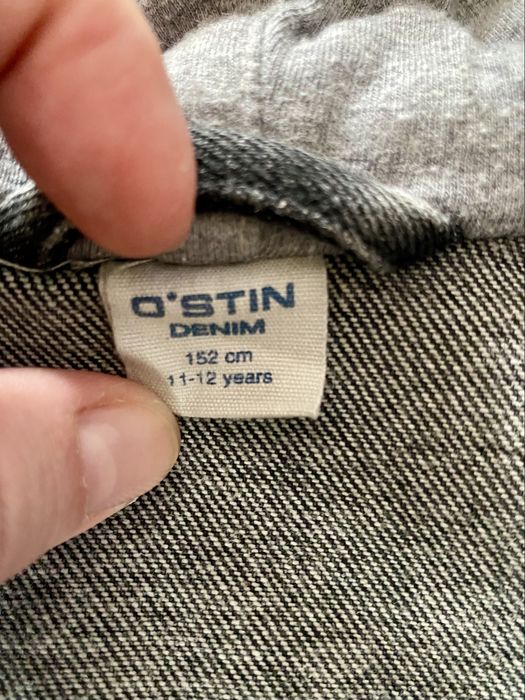 O'STIN
DENIM
152 cm
11-12 years